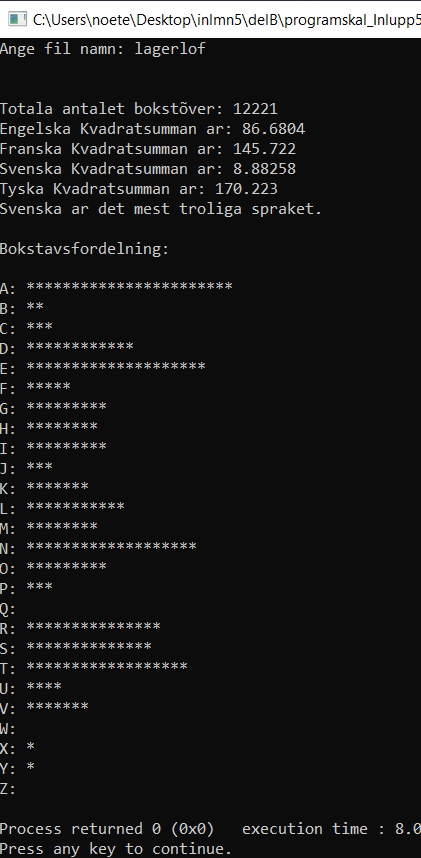 C:\Users\noete\Desktop\inlmn5\delB\programskal_Inlupp5
Ange fil namn: lagerlof
Totala antalet bokstõver: 12221
Engelska Kvadratsumman ar: 86.6804
Franska Kvadratsumman ar: 145.722
Svenska Kvadratsumman ar: 8.88258
Tyska Kvadratsumman ar: 170.223
Svenska ar det mest troliga spraket.
Bokstavsfordelning:
A: ***********************
B: **
C: ***
D: ************
E: ********************
F: *****
G: *********
H: ********
I: *********
J: ***
K: *******
L: ***********
M: ********
N: *******************
O: *********
P: ***
Q:
R: ***************
S: **************
T: ******************
U: ****
V: *******
W:
X: *
Y: *
Z:
Process returned 0 (0x0)   execution time : 8.0
Press any key to continue.